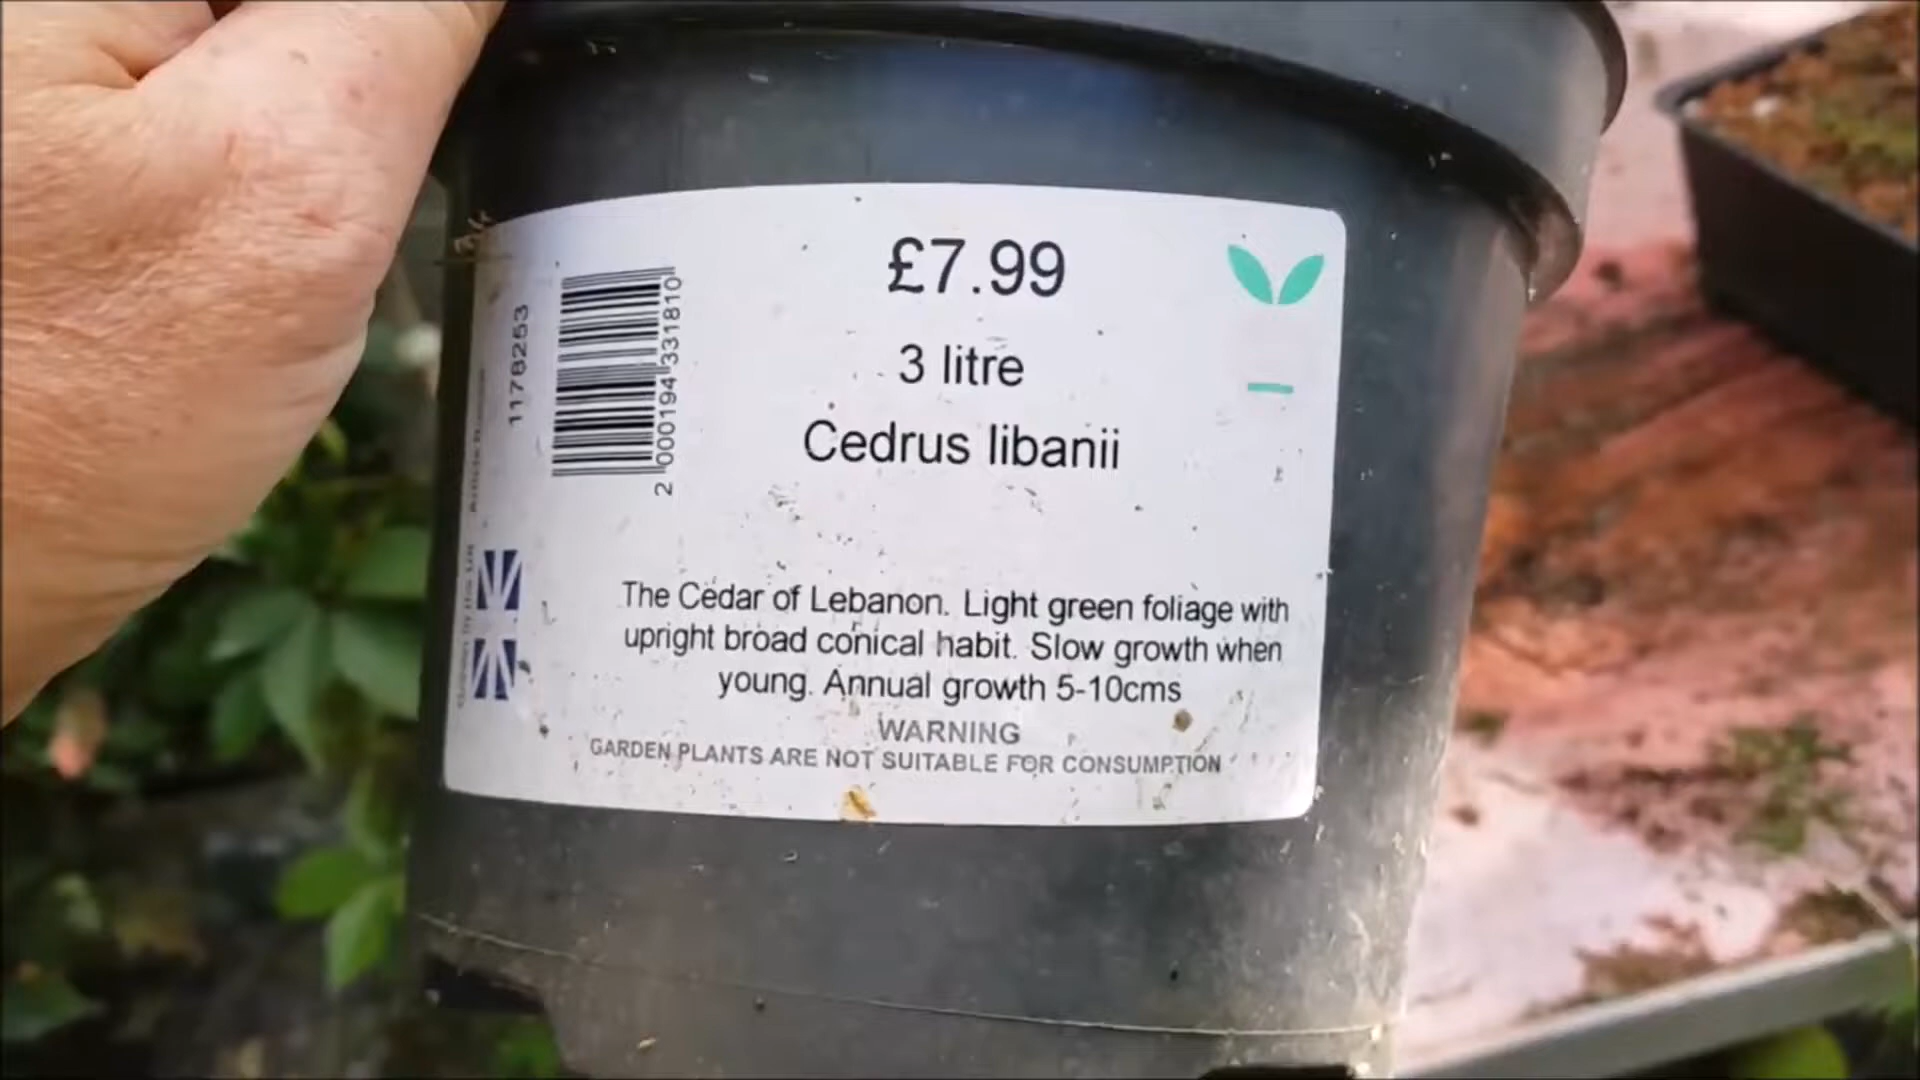 £7.99
3 litre
Cedrus libanii
The Cedar of Lebanon. Light green foliage with
upright broad conical habit. Slow growth when
young. Annual growth 5-10cms
WARNING
GARDEN PLANTS ARE NOT SUITABLE FOR CONSUMPTION
2 000194 331810
1178253